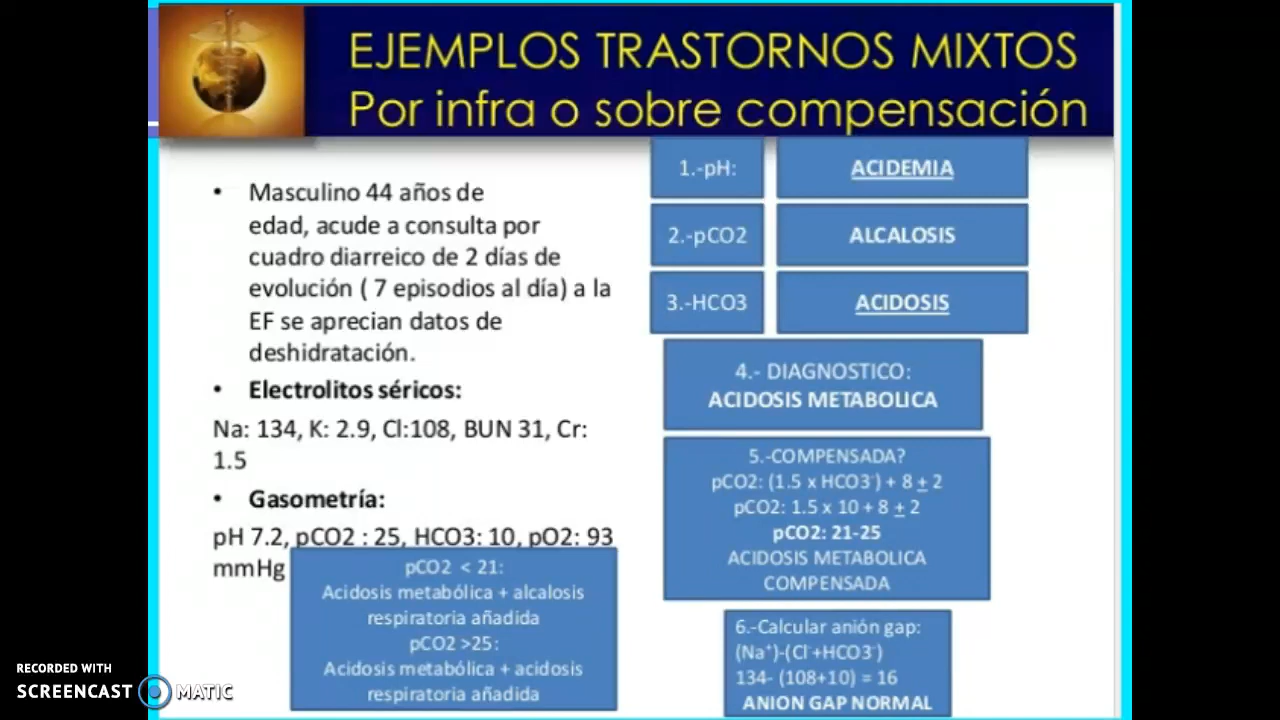 EJEMPLOS TRASTORNOS MIXTOS
Por infra o sobre compensación
• Masculino 44 años de
edad, acude a consulta por
cuadro diarreico de 2 días de
evolución ( 7 episodios al día) a la
EF se aprecian datos de
deshidratación.
• Electrolitos séricos:
Na: 134, K: 2.9, Cl:108, BUN 31, Cr:
1.5
• Gasometría:
pH 7.2, pCO2 : 25, HCO3: 10, pO2: 93
mmHg
pCO2 < 21:
Acidosis metabólica + alcalosis
respiratoria añadida
pCO2 >25:
Acidosis metabólica + acidosis
respiratoria añadida
1.-pH:
ACIDEMIA
2.-pCO2
ALCALOSIS
3.-HCO3
ACIDOSIS
4.- DIAGNOSTICO:
ACIDOSIS METABOLICA
5.-COMPENSADA?
pCO2: (1.5 x HCO3⁻) + 8 ± 2
pCO2: 1.5 x 10 + 8 ± 2
pCO2: 21-25
ACIDOSIS METABOLICA
COMPENSADA
6.-Calcular anión gap:
(Na⁺)-(Cl⁻+HCO3⁻)
134- (108+10) = 16
ANION GAP NORMAL
RECORDED WITH
SCREENCAST MATIC